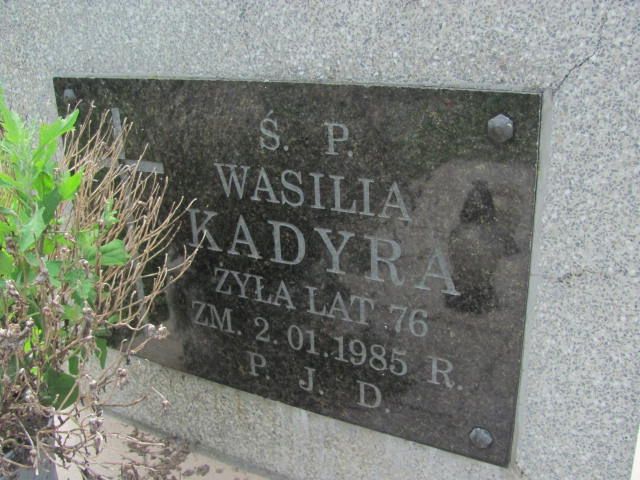 Ś. P.
WASILIA
KADYRA
ŻYŁA LAT 76
ZM. 2.01.1985 R.
P. J. D.